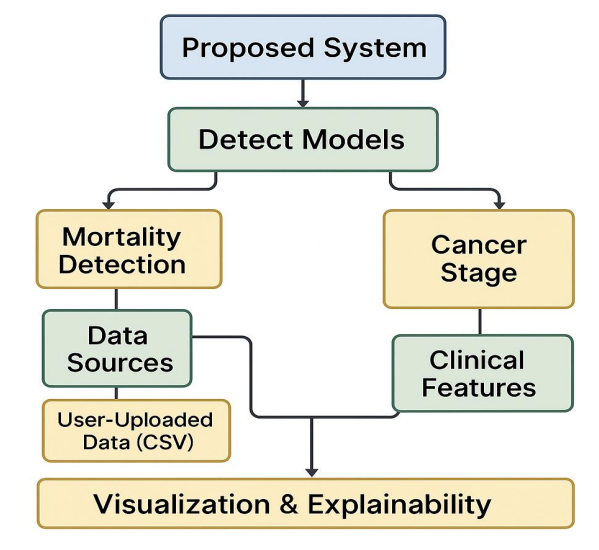 Proposed System
Detect Models
Mortality
Detection
Cancer
Stage
Data
Sources
Clinical
Features
User-Uploaded
Data (CSV)
Visualization & Explainability